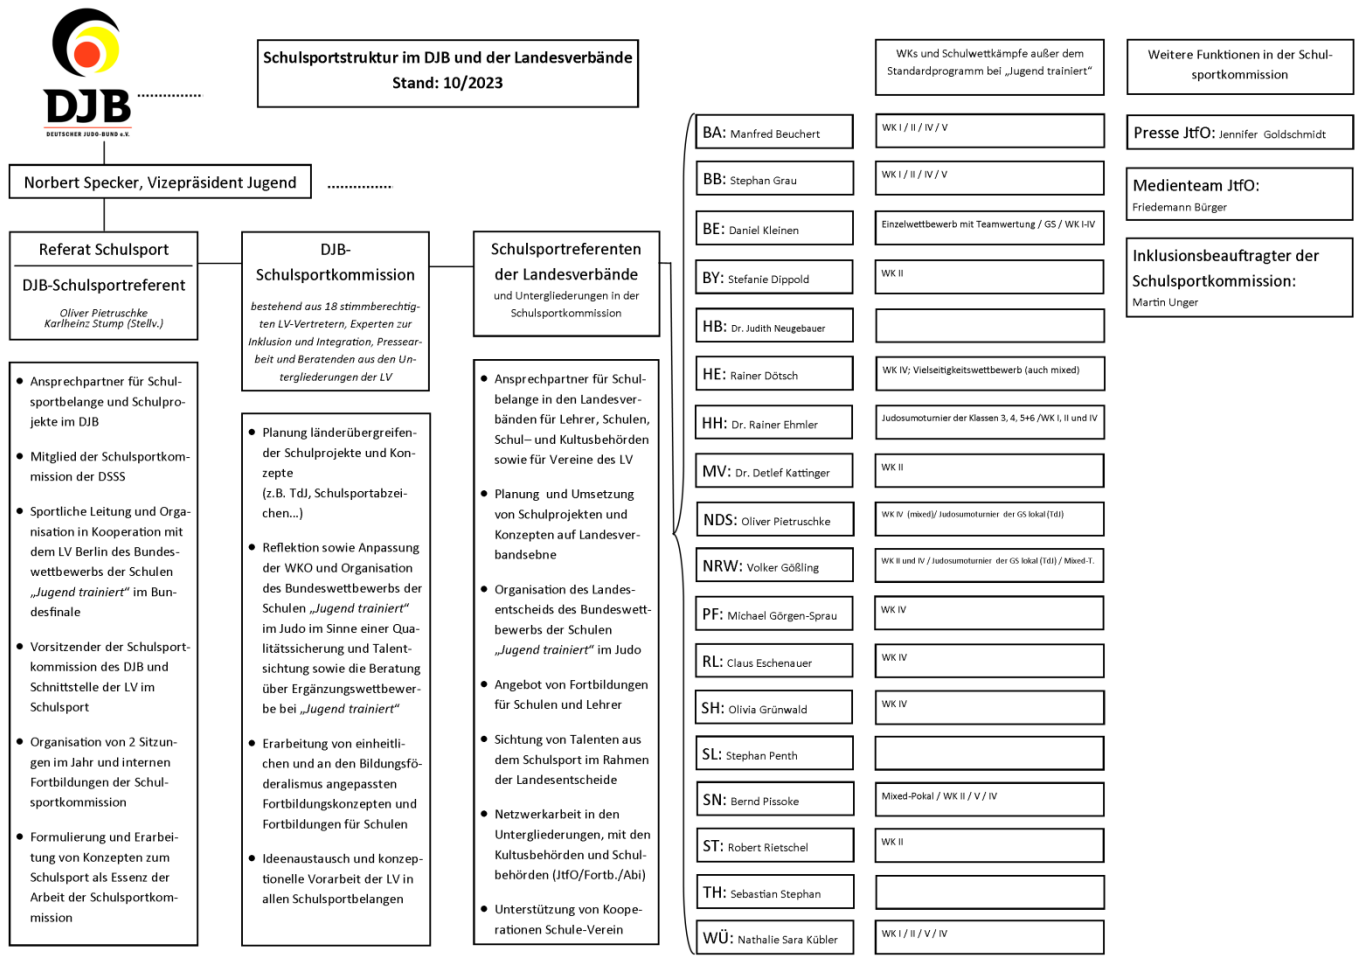 DJB
DEUTSCHER JUDO-BUND e.V.
Schulsportstruktur im DJB und der Landesverbände
Stand: 10/2023
WKs und Schulwettkämpfe außer dem
Standardprogramm bei „Jugend trainiert“
Weitere Funktionen in der Schul-
sportkommission
Norbert Specker, Vizepräsident Jugend
Referat Schulsport
DJB-Schulsportreferent
Oliver Pietruschke
Karlheinz Stump (Stellv.)
Ansprechpartner für Schul-
sportbelange und Schulpro-
jekte im DJB
Mitglied der Schulsportkom-
mission der DSSS
Sportliche Leitung und Orga-
nisation in Kooperation mit
dem LV Berlin des Bundes-
wettbewerbs der Schulen
„Jugend trainiert“ im Bun-
desfinale
Vorsitzender der Schulsport-
kommission des DJB und
Schnittstelle der LV im
Schulsport
Organisation von 2 Sitzun-
gen im Jahr und internen
Fortbildungen der Schul-
sportkommission
Formulierung und Erarbei-
tung von Konzepten zum
Schulsport als Essenz der
Arbeit der Schulsportkom-
mission
DJB-
Schulsportkommission
bestehend aus 18 stimmberechtig-
ten LV-Vertretern, Experten zur
Inklusion und Integration, Pressear-
beit und Beratenden aus den Un-
tergliederungen der LV
Planung länderübergreifen-
der Schulprojekte und Kon-
zepte
(z.B. TdJ, Schulsportabzei-
chen...)
Reflektion sowie Anpassung
der WKO und Organisation
des Bundeswettbewerbs der
Schulen „Jugend trainiert“
im Judo im Sinne einer Qua-
litätssicherung und Talent-
sichtung sowie die Beratung
über Ergänzungswettbewer-
be bei „Jugend trainiert“
Erarbeitung von einheitli-
chen und an den Bildungsfö-
deralismus angepassten
Fortbildungskonzepten und
Fortbildungen für Schulen
Ideenaustausch und konzep-
tionelle Vorarbeit der LV in
allen Schulsportbelangen
Schulsportreferenten
der Landesverbände
und Untergliederungen in der
Schulsportkommission
Ansprechpartner für Schul-
belange in den Landesver-
bänden für Lehrer, Schulen,
Schul– und Kultusbehörden
sowie für Vereine des LV
Planung und Umsetzung
von Schulprojekten und
Konzepten auf Landesver-
bandsebne
Organisation des Landes-
entscheids des Bundeswett-
bewerbs der Schulen
„Jugend trainiert“ im Judo
Angebot von Fortbildungen
für Schulen und Lehrer
Sichtung von Talenten aus
dem Schulsport im Rahmen
der Landesentscheide
Netzwerkarbeit in den
Untergliederungen, mit den
Kultusbehörden und Schul-
behörden (JtfO/Fortb./Abi)
Unterstützung von Koope-
rationen Schule-Verein
BA: Manfred Beuchert
WK I / II / IV / V
BB: Stephan Grau
WK I / II / IV / V
BE: Daniel Kleinen
Einzelwettbewerb mit Teamwertung / GS / WK I-IV
BY: Stefanie Dippold
WK II
HB: Dr. Judith Neugebauer
HE: Rainer Dötsch
WK IV; Vielseitigkeitswettbewerb (auch mixed)
HH: Dr. Rainer Ehmler
Judosumoturnier der Klassen 3, 4, 5+6 /WK I, II und IV
MV: Dr. Detlef Kattinger
WK II
NDS: Oliver Pietruschke
WK IV (mixed)/ Judosumoturnier der GS lokal (TdJ)
NRW: Volker Gößling
WK II und IV / Judosumoturnier der GS lokal (TdJ) / Mixed-T.
PF: Michael Görgen-Sprau
WK IV
RL: Claus Eschenauer
WK IV
SH: Olivia Grünwald
WK IV
SL: Stephan Penth
SN: Bernd Pissoke
Mixed-Pokal / WK II / V / IV
ST: Robert Rietschel
WK II
TH: Sebastian Stephan
WÜ: Nathalie Sara Kübler
WK I / II / V / IV
Presse JtfO: Jennifer Goldschmidt
Medienteam JtfO:
Friedemann Bürger
Inklusionsbeauftragter der
Schulsportkommission:
Martin Unger